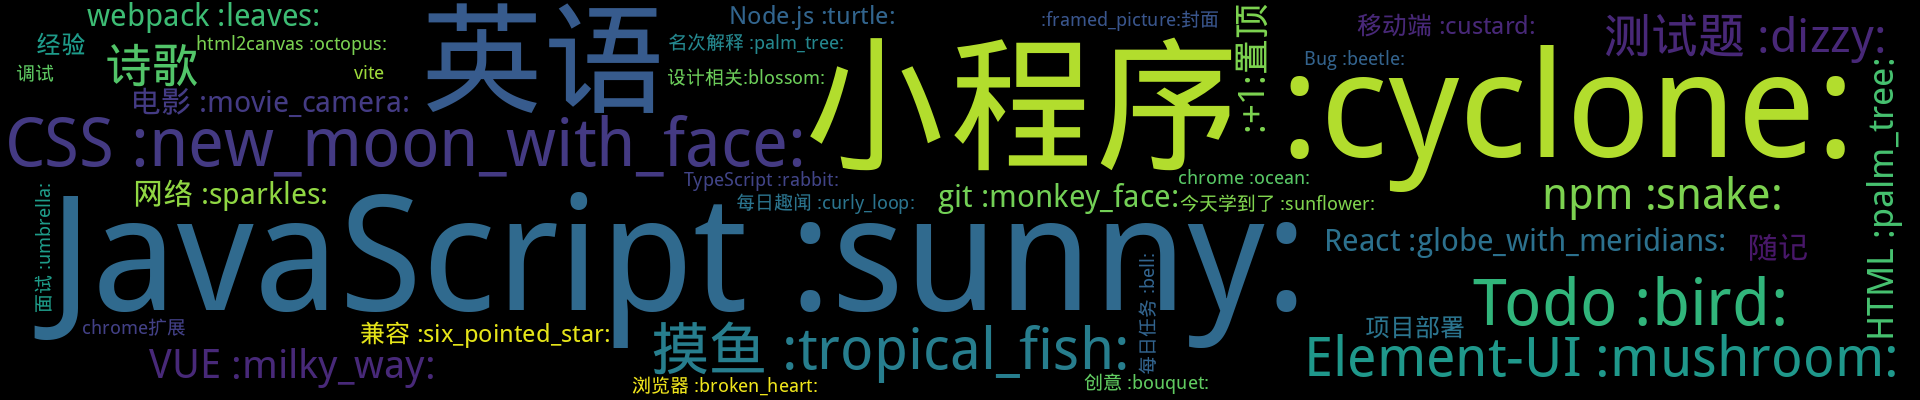 webpack :leaves:
英语
Node.js :turtle:
:framed_picture:封面
:+1:置顶
移动端 :custard:
测试题 :dizzy:
经验
诗歌
html2canvas :octopus:
名次解释 :palm_tree:
小程序 :cyclone:
Bug :beetle:
调试
vite
设计相关:blossom:
电影 :movie_camera:
CSS :new_moon_with_face:
HTML :palm_tree:
网络 :sparkles:
TypeScript :rabbit:
每日趣闻 :curly_loop:
git :monkey_face:
chrome :ocean:
今天学到了 :sunflower:
npm :snake:
面试 :umbrella:
JavaScript :sunny:
React :globe_with_meridians:
随记
每日任务 :bell:
Todo :bird:
chrome扩展
兼容 :six_pointed_star:
摸鱼 :tropical_fish:
项目部署
VUE :milky_way:
Element-UI :mushroom:
浏览器 :broken_heart:
创意 :bouquet: